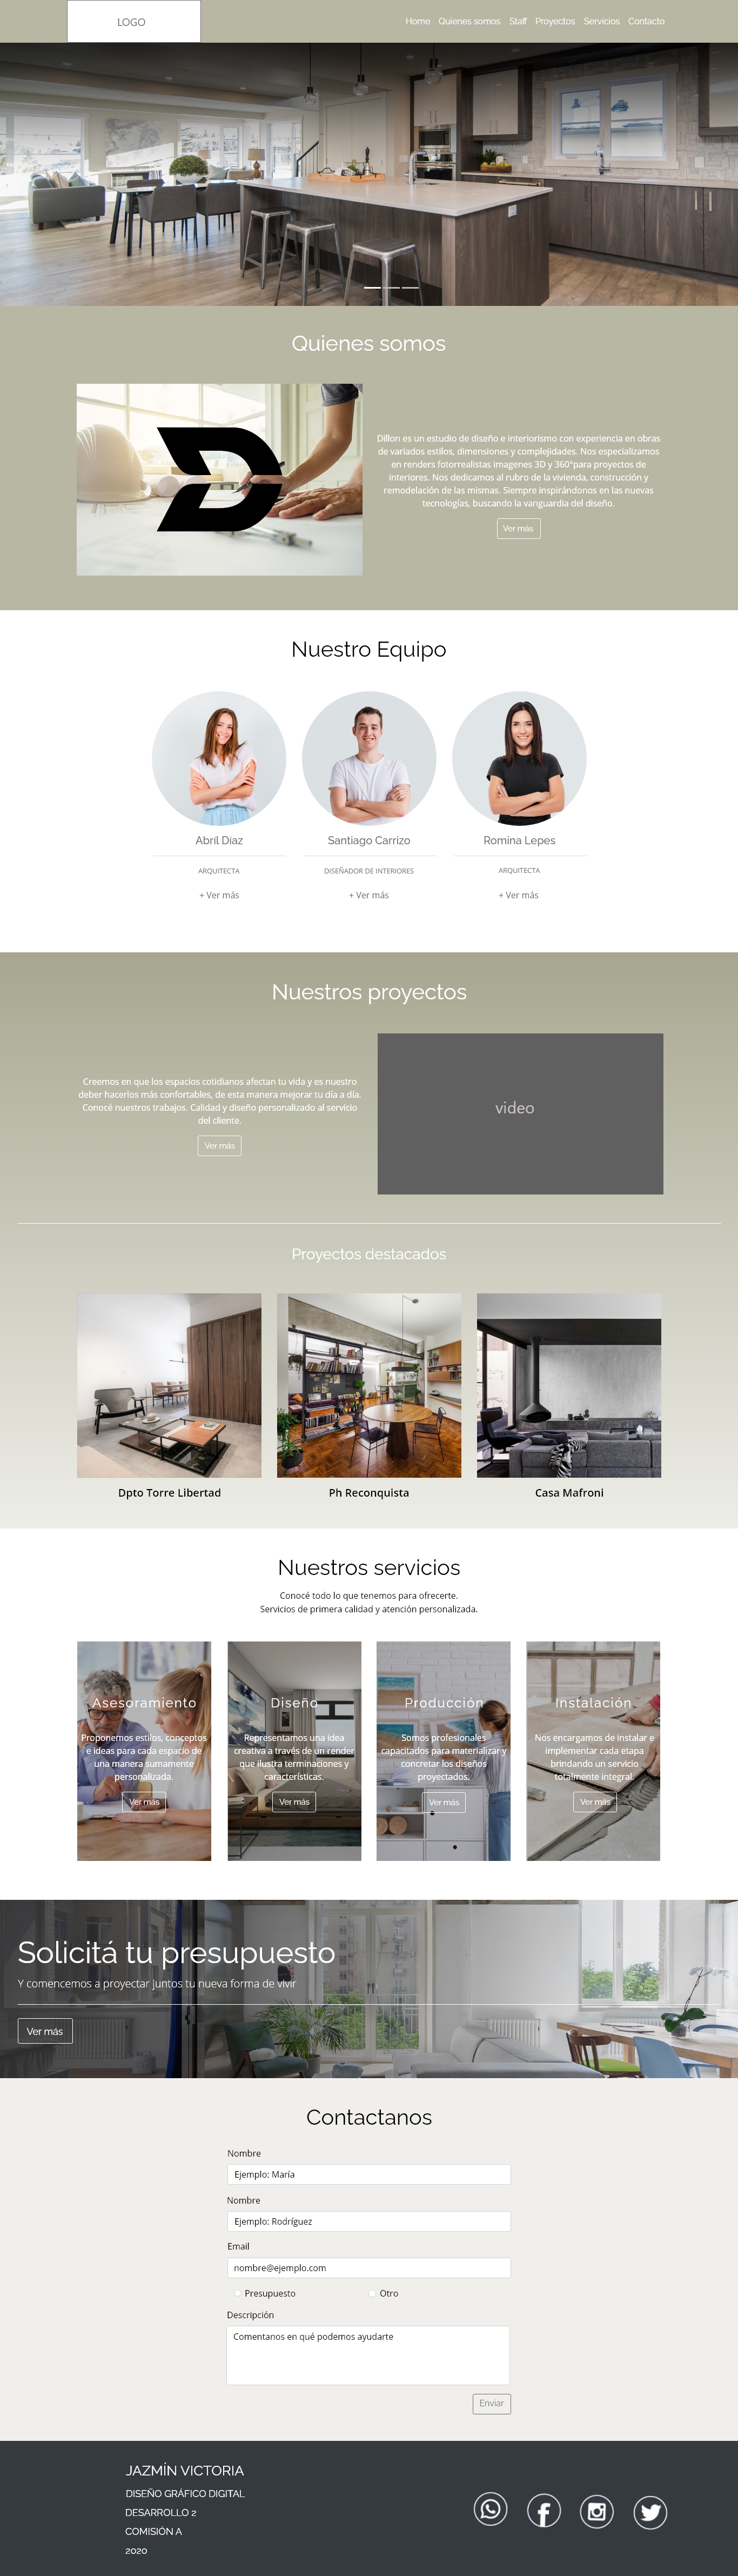 LOGO
Home Quienes somos Staff Proyectos Servicios Contacto
Quienes somos
Dillon es un estudio de diseño e interiorismo con experiencia en obras
de variados estilos, dimensiones y complejidades. Nos especializamos
en renders fotorrealistas imagenes 3D y 360°para proyectos de
interiores. Nos dedicamos al rubro de la vivienda, construcción y
remodelación de las mismas. Siempre inspirándonos en las nuevas
tecnologías, buscando la vanguardia del diseño.
Ver más
Nuestro Equipo
Abríl Díaz
ARQUITECTA
+ Ver más
Santiago Carrizo
DISEÑADOR DE INTERIORES
+ Ver más
Romina Lepes
ARQUITECTA
+ Ver más
Nuestros proyectos
Creemos en que los espacios cotidianos afectan tu vida y es nuestro
deber hacerlos más confortables, de esta manera mejorar tu día a día.
Conocé nuestros trabajos. Calidad y diseño personalizado al servicio
del cliente.
Ver más
video
Proyectos destacados
Dpto Torre Libertad
Ph Reconquista
Casa Mafroni
Nuestros servicios
Conocé todo lo que tenemos para ofrecerte.
Servicios de primera calidad y atención personalizada.
Asesoramiento
Proponemos estilos, conceptos
e ideas para cada espacio de
una manera sumamente
personalizada.
Ver más
Diseño
Representamos una idea
creativa a través de un render
que ilustra terminaciones y
características.
Ver más
Producción
Somos profesionales
capacitados para materializar y
concretar los diseños
proyectados.
Ver más
Instalación
Nos encargamos de instalar e
implementar cada etapa
brindando un servicio
totalmente integral.
Ver más
Solicitá tu presupuesto
Y comencemos a proyectar juntos tu nueva forma de vivir
Ver más
Contactanos
Nombre
Ejemplo: María
Nombre
Ejemplo: Rodríguez
Email
nombre@ejemplo.com
Presupuesto Otro
Descripción
Comentanos en qué podemos ayudarte
Enviar
JAZMÍN VICTORIA
DISEÑO GRÁFICO DIGITAL
DESARROLLO 2
COMISIÓN A
2020